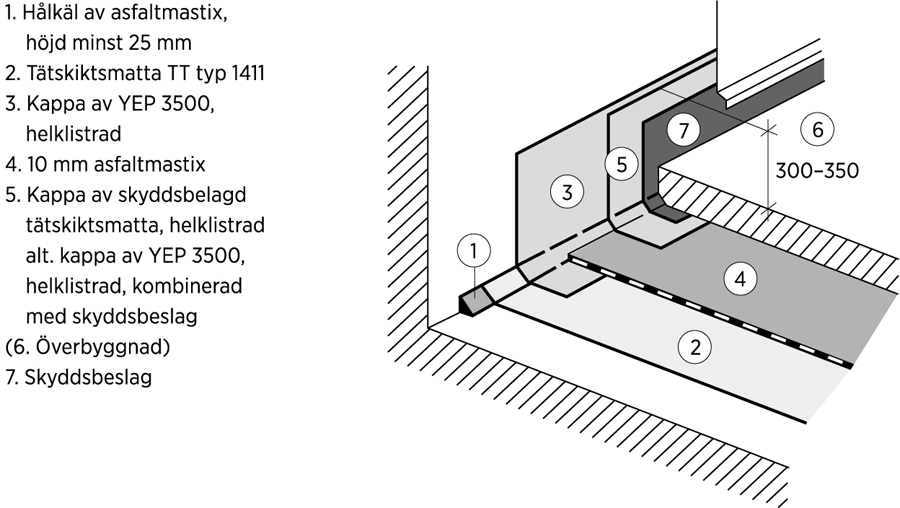 1. Hålkäl av asfaltmastix,
höjd minst 25 mm
2. Tätskiktsmatta TT typ 1411
3. Kappa av YEP 3500,
helklistrad
4. 10 mm asfaltmastix
5. Kappa av skyddsbelagd
tätskiktsmatta, helklistrad
alt. kappa av YEP 3500,
helklistrad, kombinerad
med skyddsbeslag
(6. Överbyggnad)
7. Skyddsbeslag
7
6
5
300–350
3
1
4
2